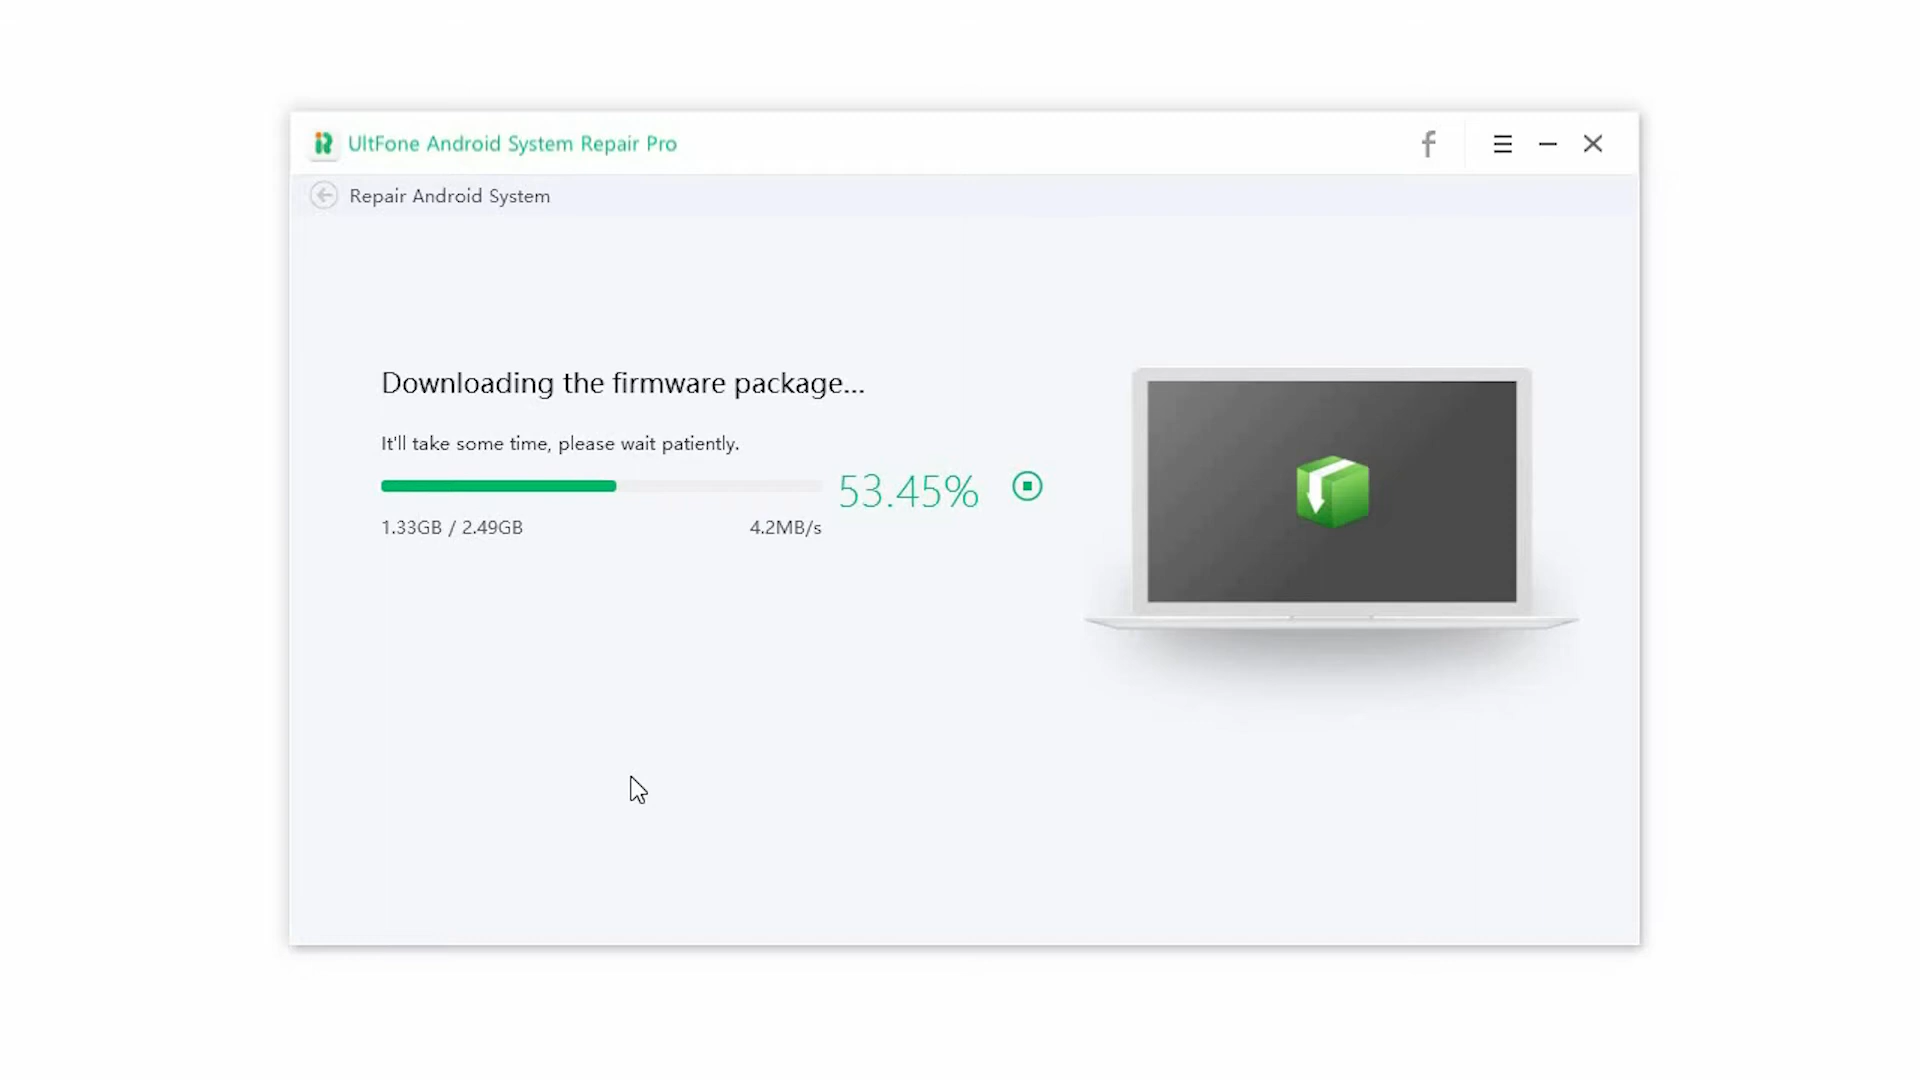 UltFone Android System Repair Pro
Repair Android System
Downloading the firmware package...
It'll take some time, please wait patiently.
53.45%
1.33GB / 2.49GB
4.2MB/s